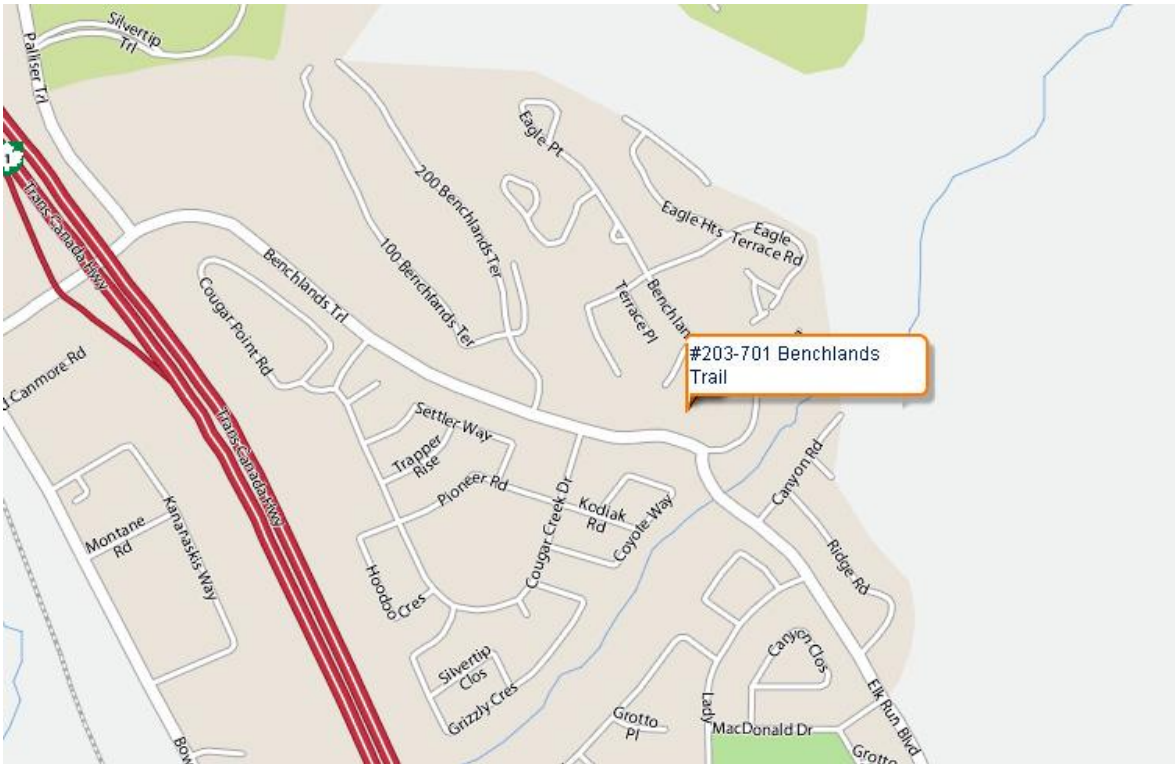 Silvertip
Trl
Palliser Trl
1
Trans Canada Hwy
Eagle Pt
200 Benchlands Ter
Eagle Hts
Eagle
Terrace Rd
100 Benchlands Ter
Benchlands Trl
Terrace Pl
Benchlan
Cougar Point Rd
#203-701 Benchlands
Trail
Canmore Rd
Trans Canada Hwy
Settler Way
Trapper
Rise
Pioneer Rd
Kodiak
Rd
Coyote Way
Canyon Rd
Cougar Creek Dr
Montane
Rd
Kananaskis Way
Hoodoo Cres
Ridge Rd
Silvertip
Clos
Grizzly Cres
Canyon Clos
Elk Run Blvd
Grotto
Pl
Lady
MacDonald Dr
Bow
Grotto